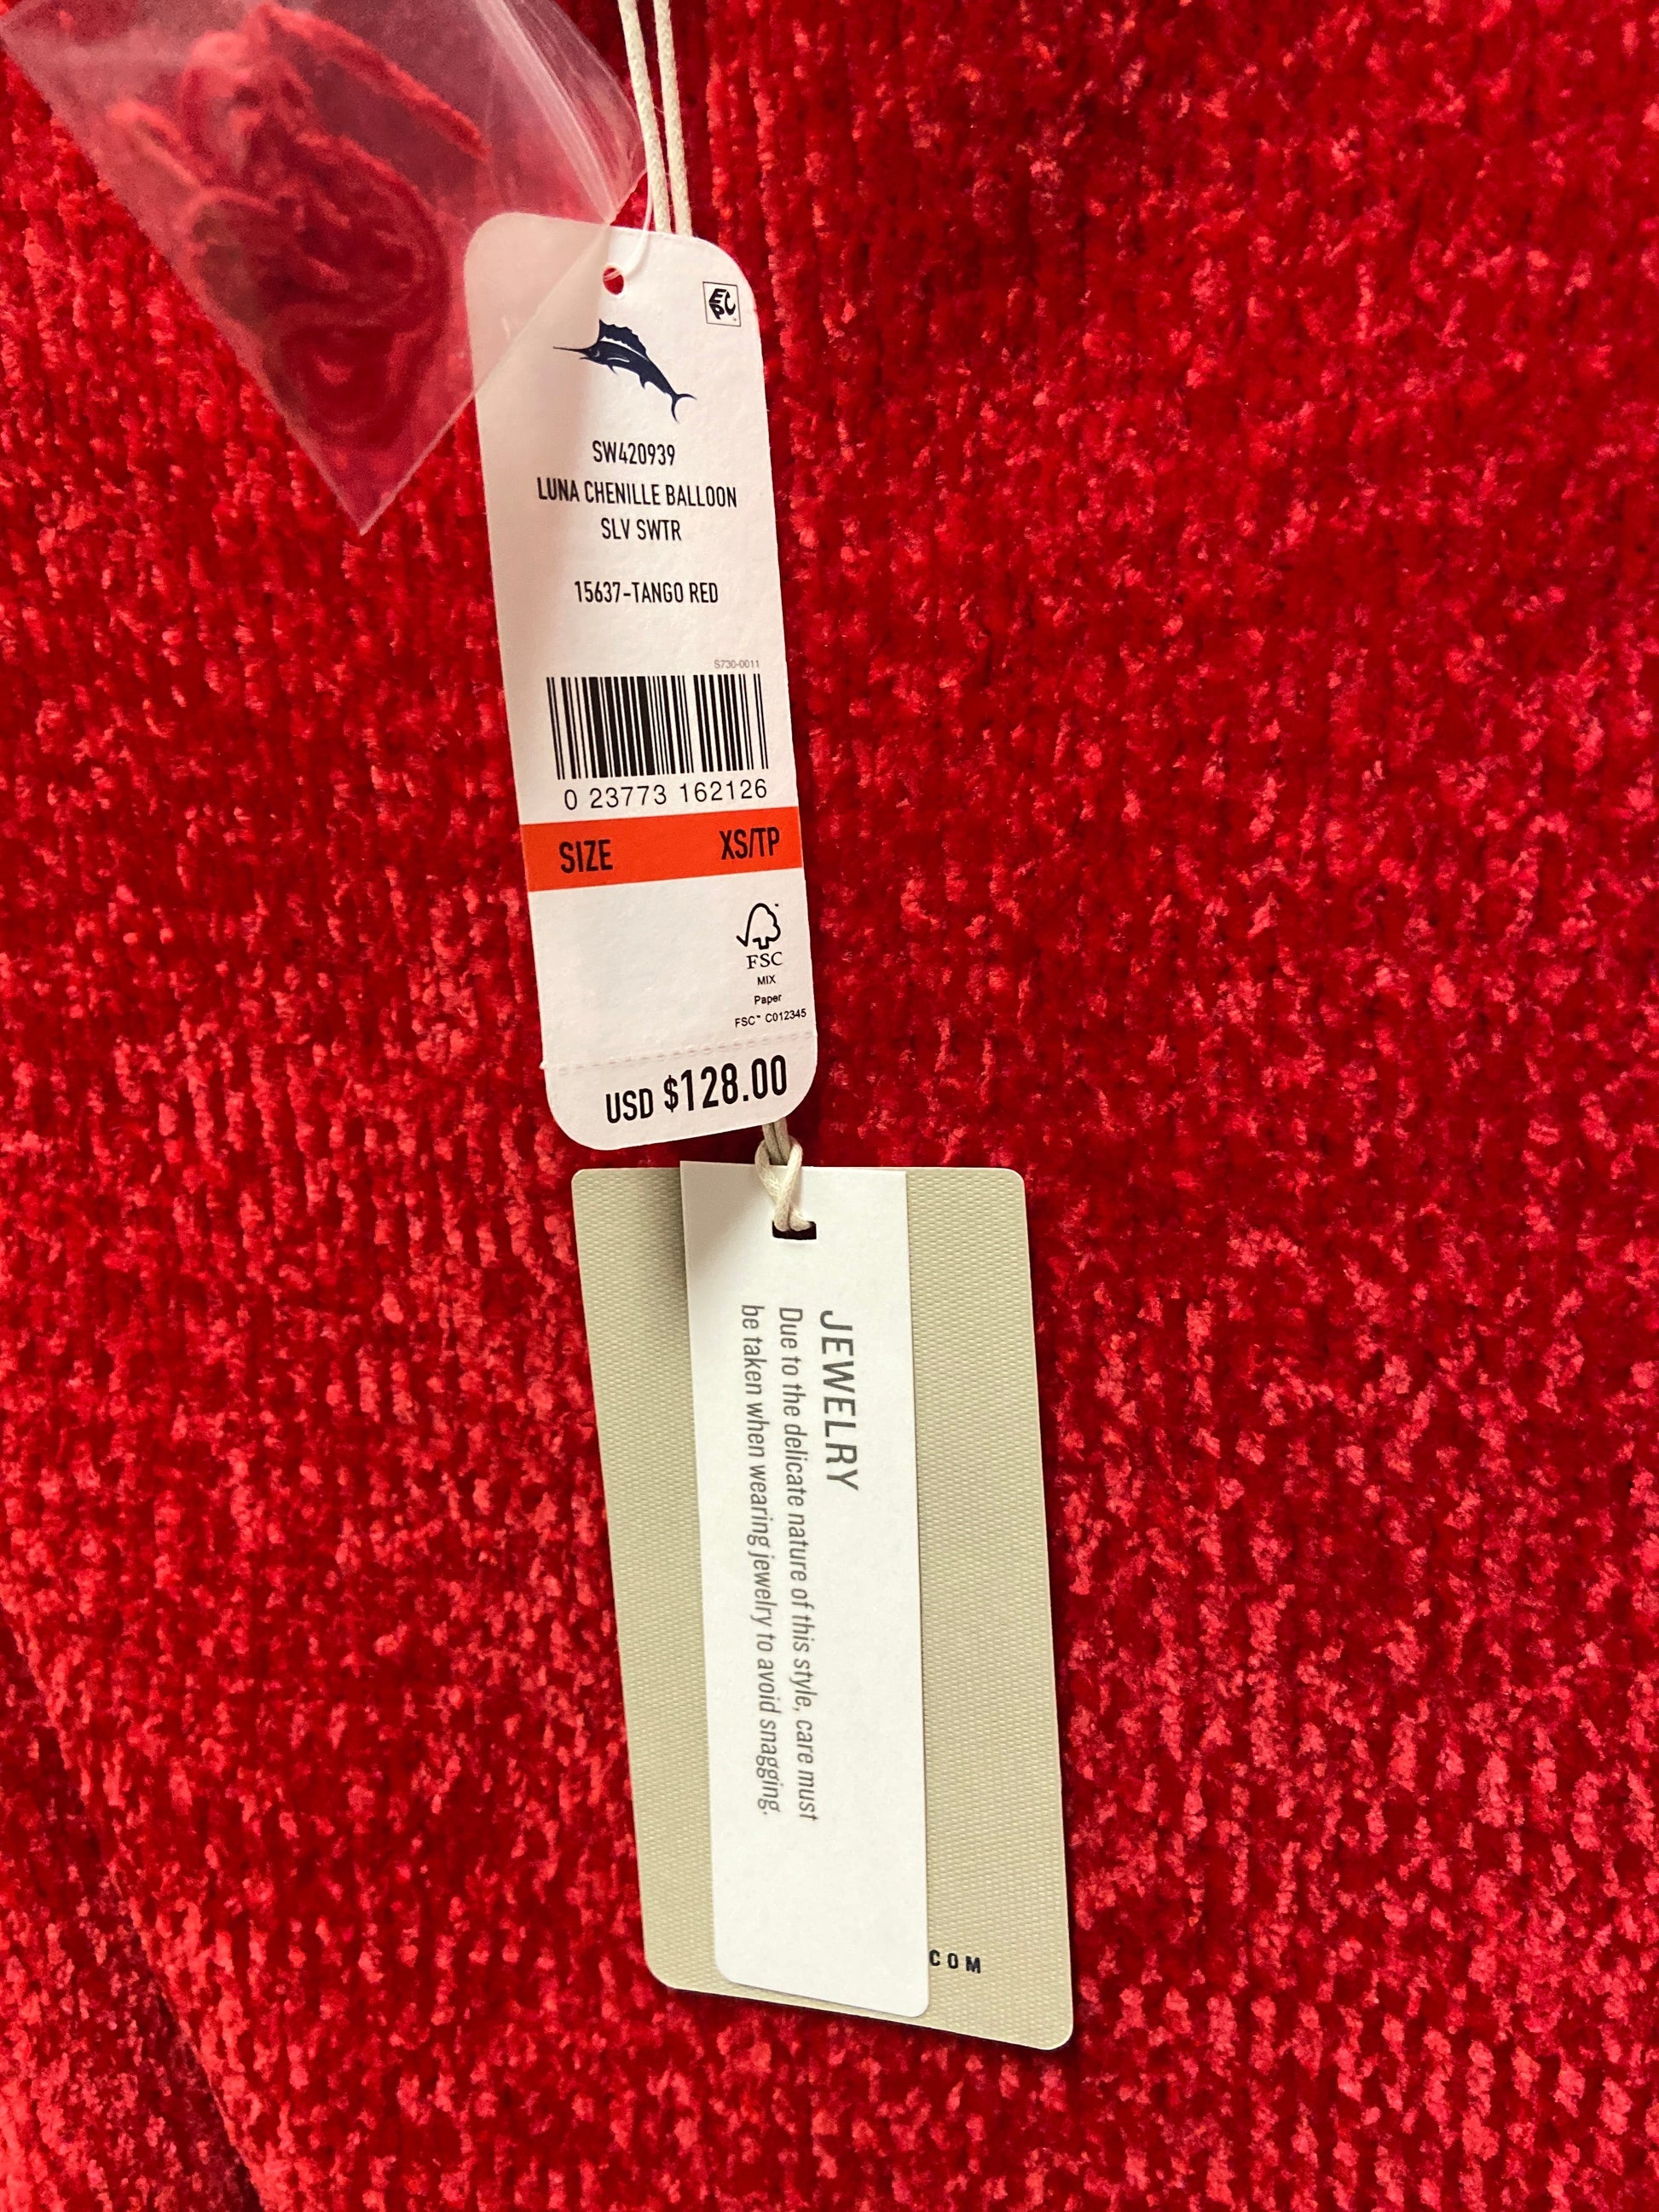 EPC
SW420939
LUNA CHENILLE BALLOON
SLV SWTR
15637-TANGO RED
S730-0011
0 23773 162126
SIZE XS/TP
FSC
MIX
Paper
FSC™ C012345
USD $128.00
JEWELRY
Due to the delicate nature of this style, care must
be taken when wearing jewelry to avoid snagging.
COM